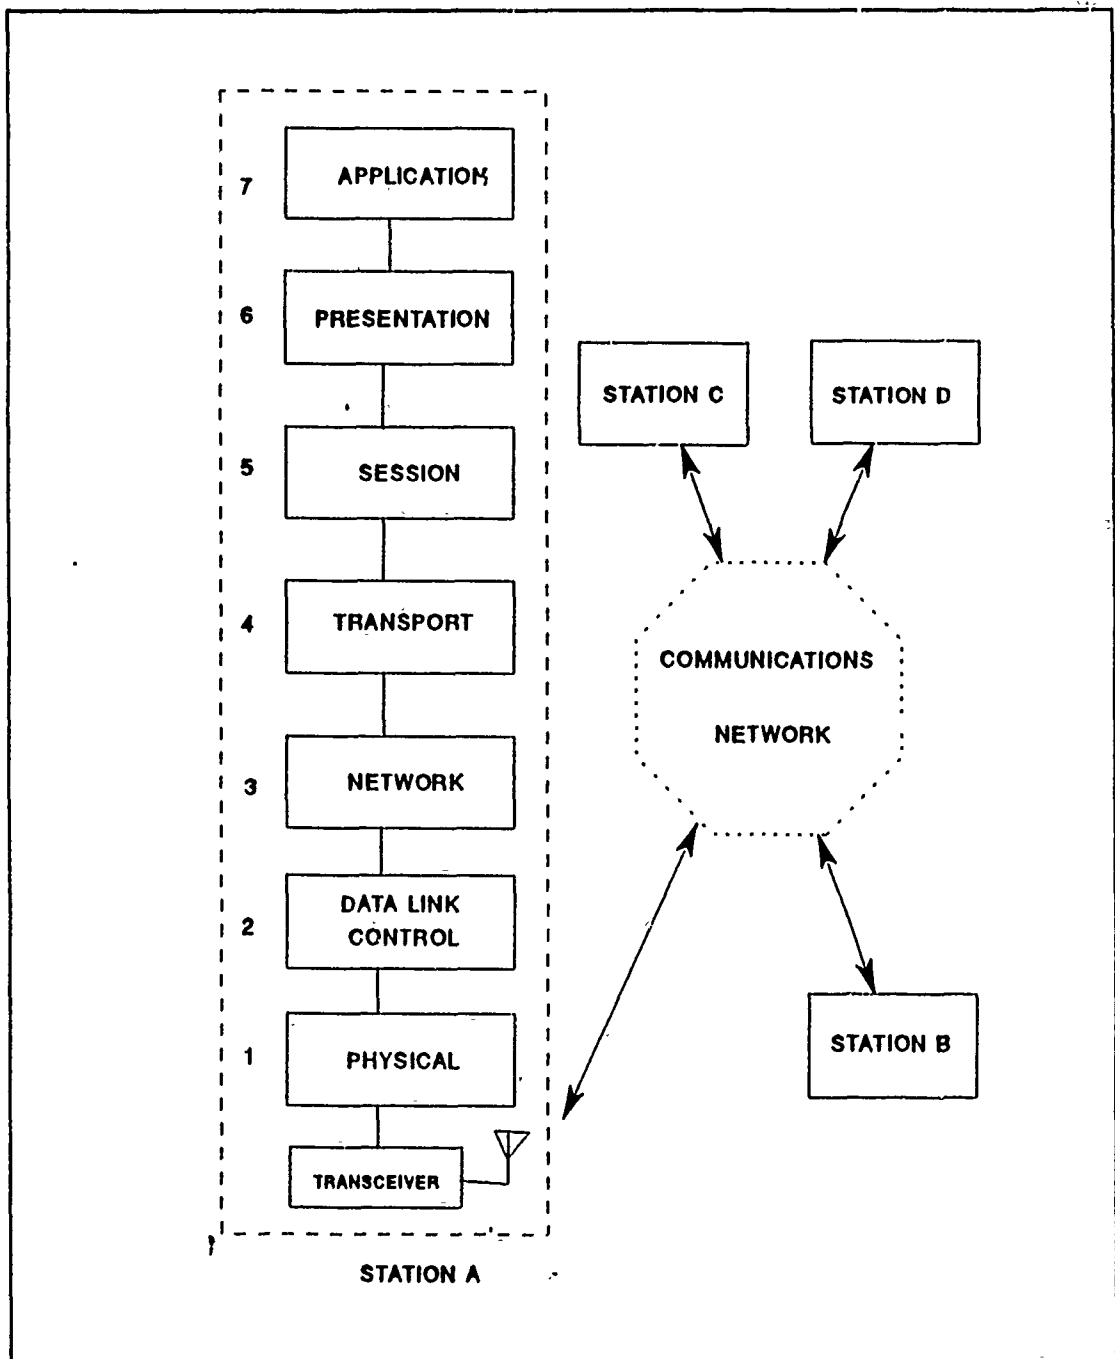 7
APPLICATION
6
PRESENTATION
5
SESSION
4
TRANSPORT
3
NETWORK
2
DATA LINK
CONTROL
1
PHYSICAL
TRANSCEIVER
STATION A
STATION C
STATION D
COMMUNICATIONS
NETWORK
STATION B